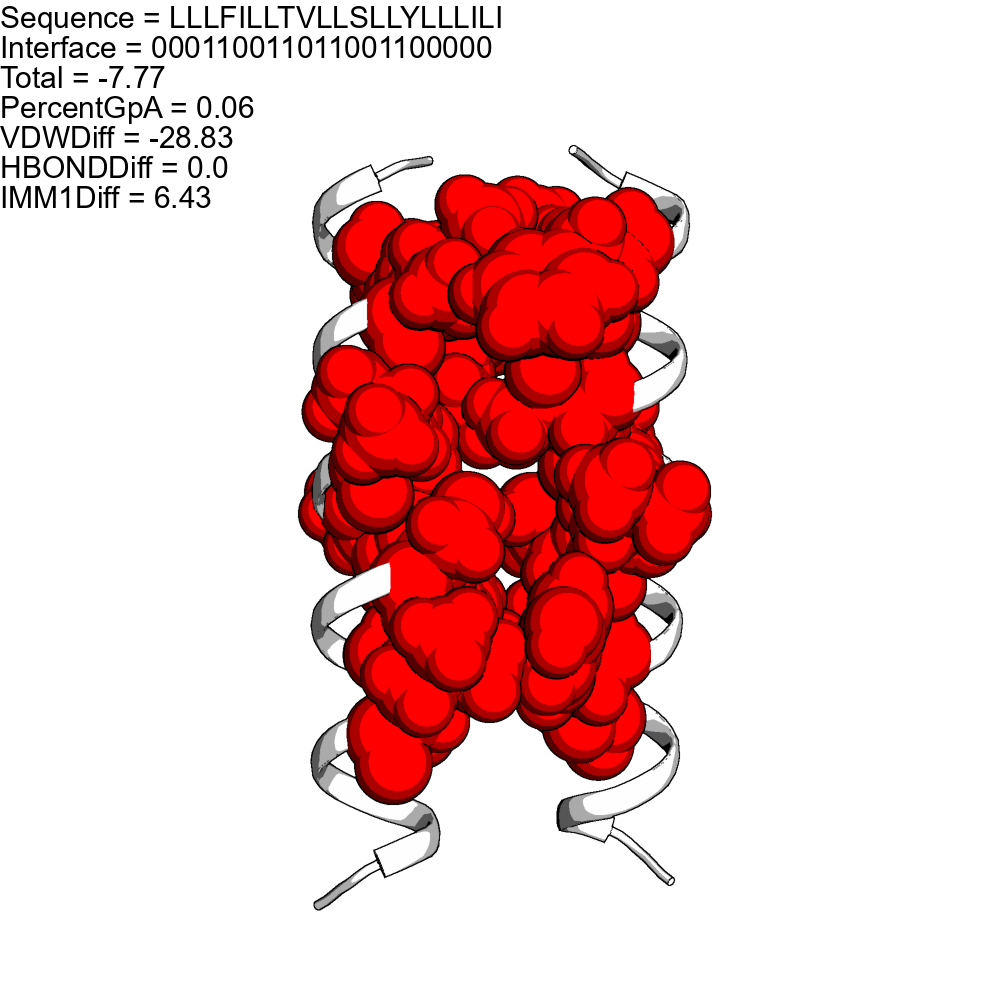 Sequence = LLLFILLTVLLSLLYLLLILI
Interface = 000110011011001100000
Total = -7.77
PercentGpA = 0.06
VDWDiff = -28.83
HBONDDiff = 0.0
IMM1Diff = 6.43